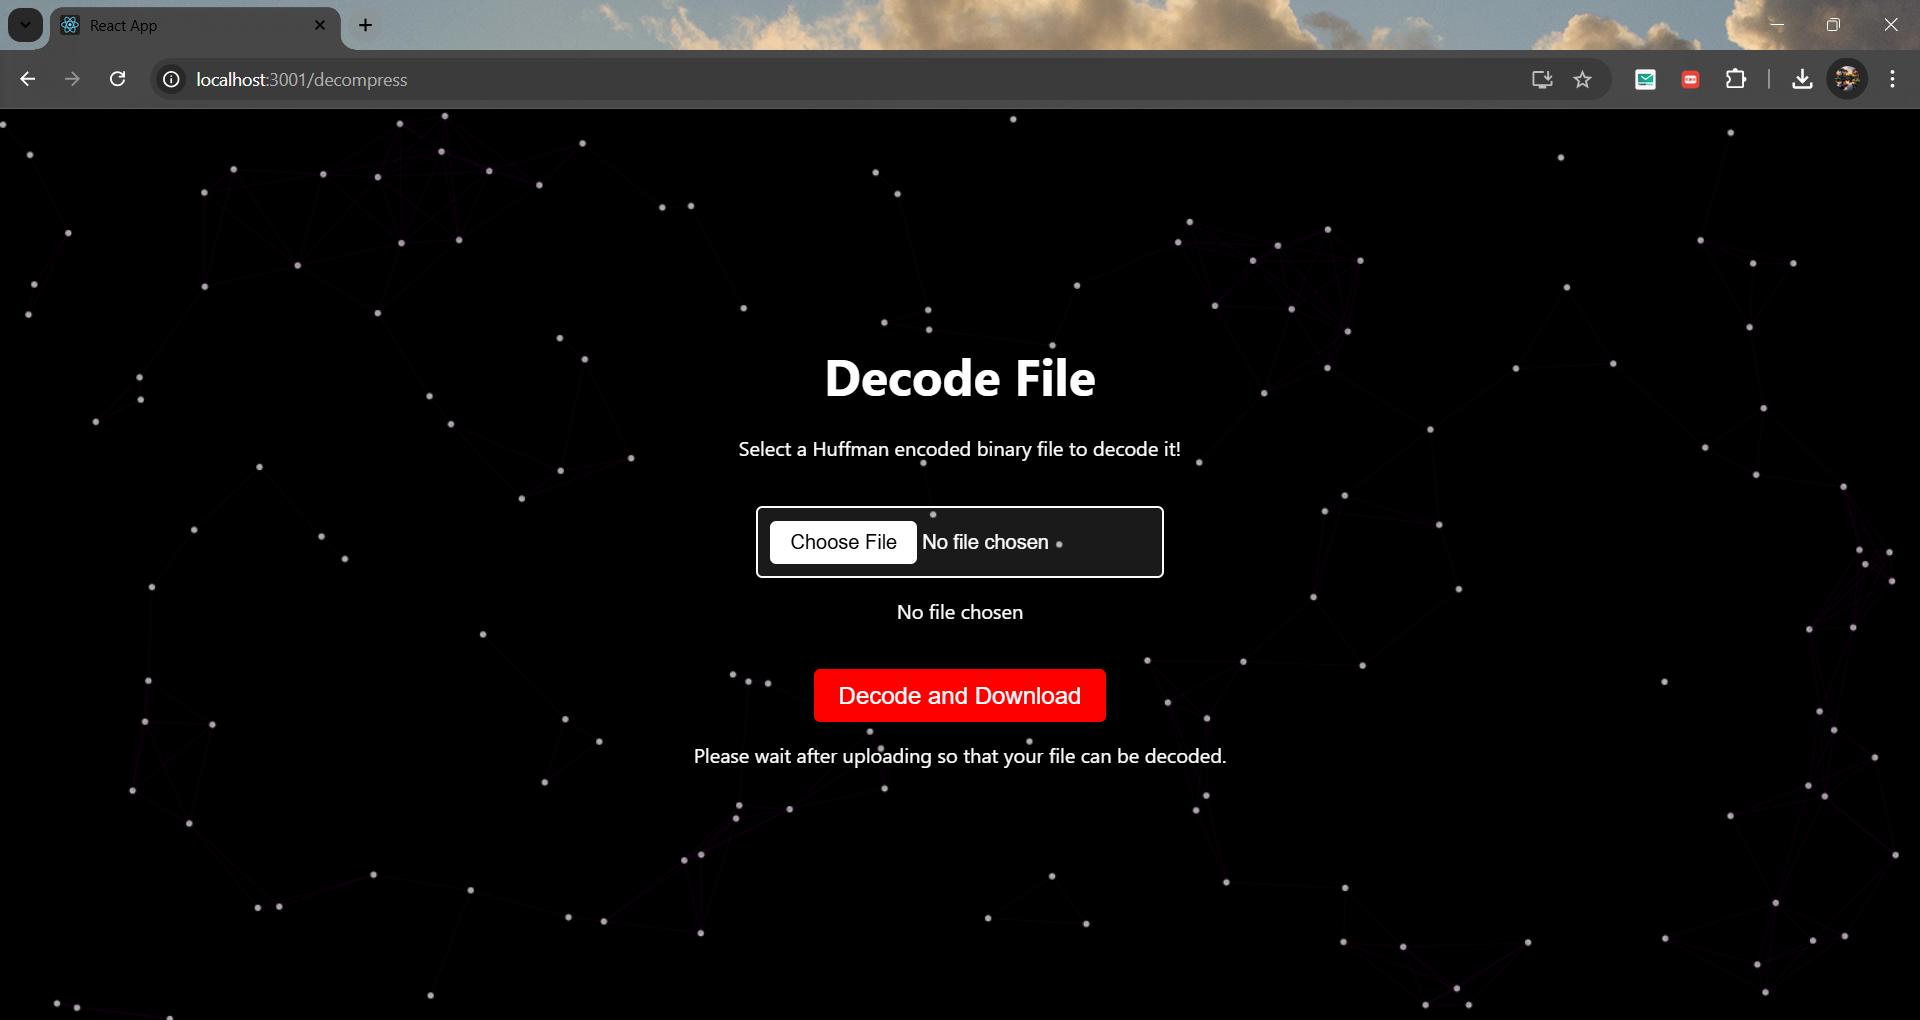 React App
localhost:3001/decompress
Decode File
Select a Huffman encoded binary file to decode it!
Choose File No file chosen
No file chosen
Decode and Download
Please wait after uploading so that your file can be decoded.